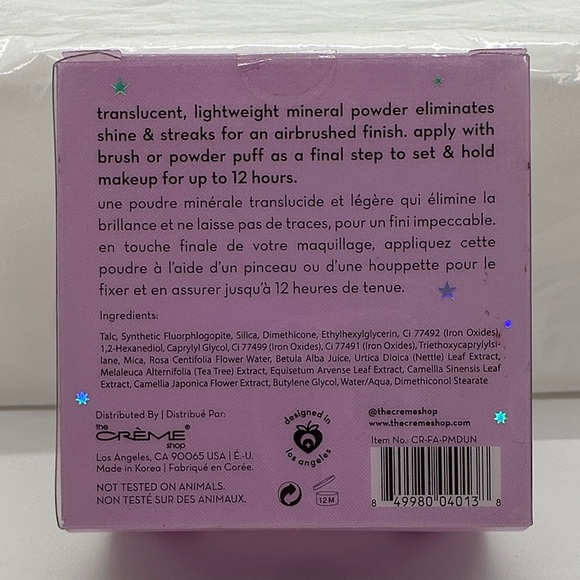 translucent, lightweight mineral powder eliminates
shine & streaks for an airbrushed finish. apply with
brush or powder puff as a final step to set & hold
makeup for up to 12 hours.
une poudre minérale translucide et légère qui élimine la
brillance et ne laisse pas de traces, pour un fini impeccable.
en touche finale de votre maquillage, appliquez cette
poudre à l'aide d'un pinceau ou d'une houppette pour le
fixer et en assurer jusqu'à 12 heures de tenue.
Ingredients:
Talc, Synthetic Fluorphlogopite, Silica, Dimethicone, Ethylhexylglycerin, Ci 77492 (Iron Oxides),
1,2-Hexanediol, Caprylyl Glycol, Ci 77499 (Iron Oxides), Ci 77491 (Iron Oxides), Triethoxycaprylylsi-
lane, Mica, Rosa Centifolia Flower Water, Betula Alba Juice, Urtica Dioica (Nettle) Leaf Extract,
Melaleuca Alternifolia (Tea Tree) Extract, Equisetum Arvense Leaf Extract, Camellia Sinensis Leaf
Extract, Camellia Japonica Flower Extract, Butylene Glycol, Water/Aqua, Dimethiconol Stearate
Distributed By | Distribué Par:
the
CRÈME®
shop
Los Angeles, CA 90065 USA | É.-U.
Made in Korea | Fabriqué en Corée.
NOT TESTED ON ANIMALS.
NON TESTÉ SUR DES ANIMAUX.
designed in
los angeles
12 M
@thecremeshop
thecremeshop.com
Item No.: CR-FA-PMDUN
8 49980 04013 8